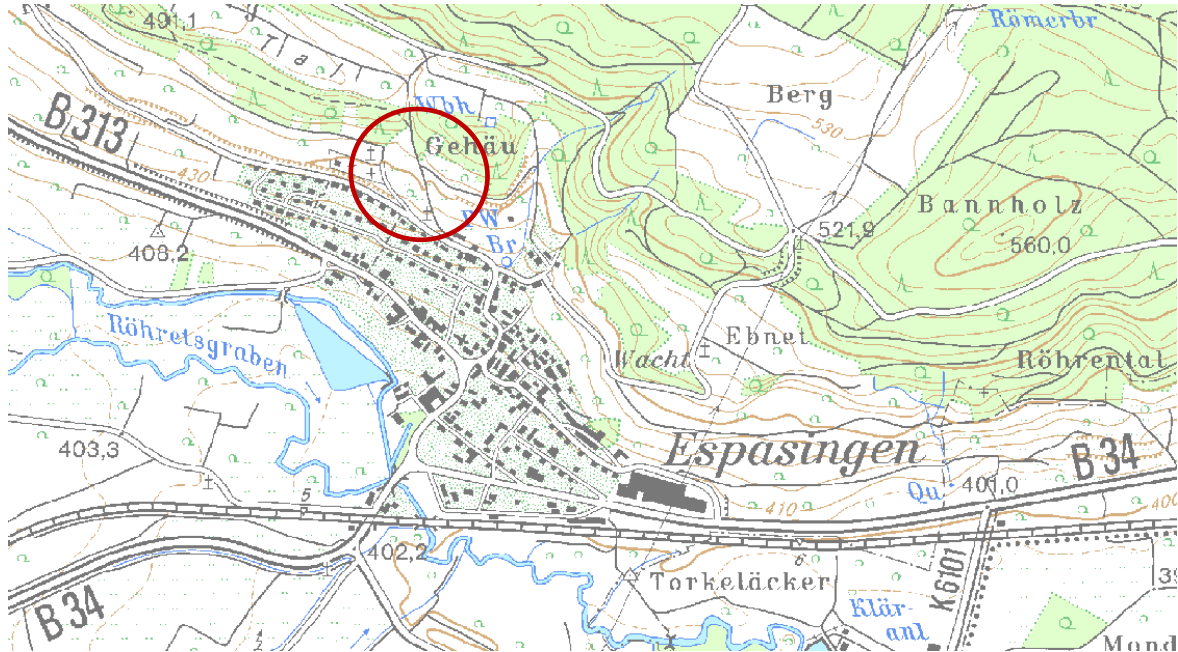 491,1
Tal
Römerbr
Wbh
Berg
530
B 313
Gehäu
430
Bannholz
PW
521,9
408,2
Br
560,0
Röhretsgraben
Ebnet
Wacht
Röhrental
403,3
Espasingen
B 34
5
Qu
401,0
410
400
402,2
6
K 6101
Torkeläcker
39
B 34
Klär-
anl
Mond